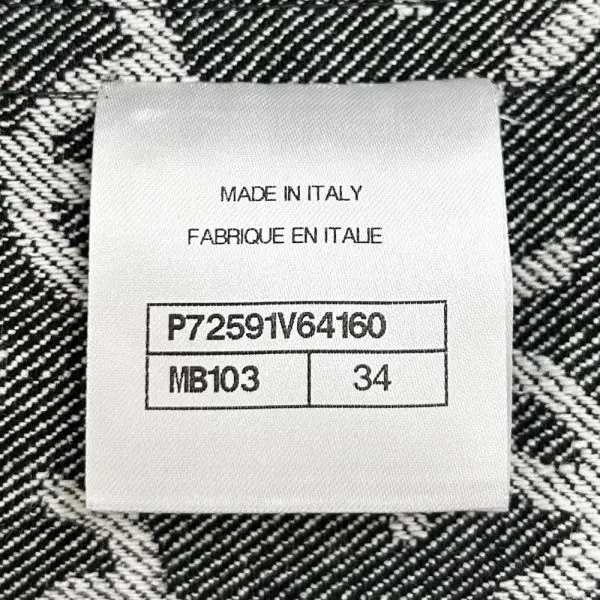 MADE IN ITALY
FABRIQUE EN ITALIE
P72591V64160
MB103 34